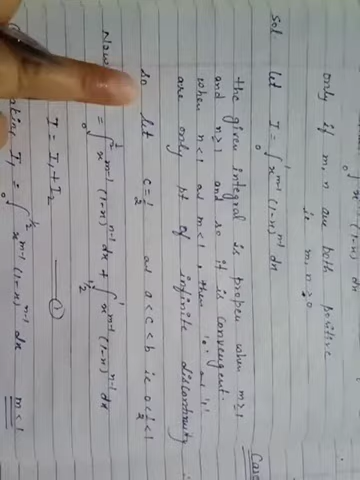 ∫₀ x (1-x) dx
only if m, n are both positive
ie m, n > 0
Sol Let I = ∫₀¹ x^{m-1} (1-x)^{n-1} dx
Case
the given integral is proper when m ≥ 1
and n ≥ 1 and so it is convergent.
when n < 1 and m < 1, then '0' and '1'
are only pt of infinite discontinuity
so let c = 1/2 as a < c < b ie 0 < 1/2 < 1
Now = ∫₀^{1/2} x^{m-1} (1-x)^{n-1} dx + ∫_{1/2}^{1} x^{m-1} (1-x)^{n-1} dx
I = I₁ + I₂
I₁ = ∫₀^{1/2} x^{m-1} (1-x)^{n-1} dx m < 1